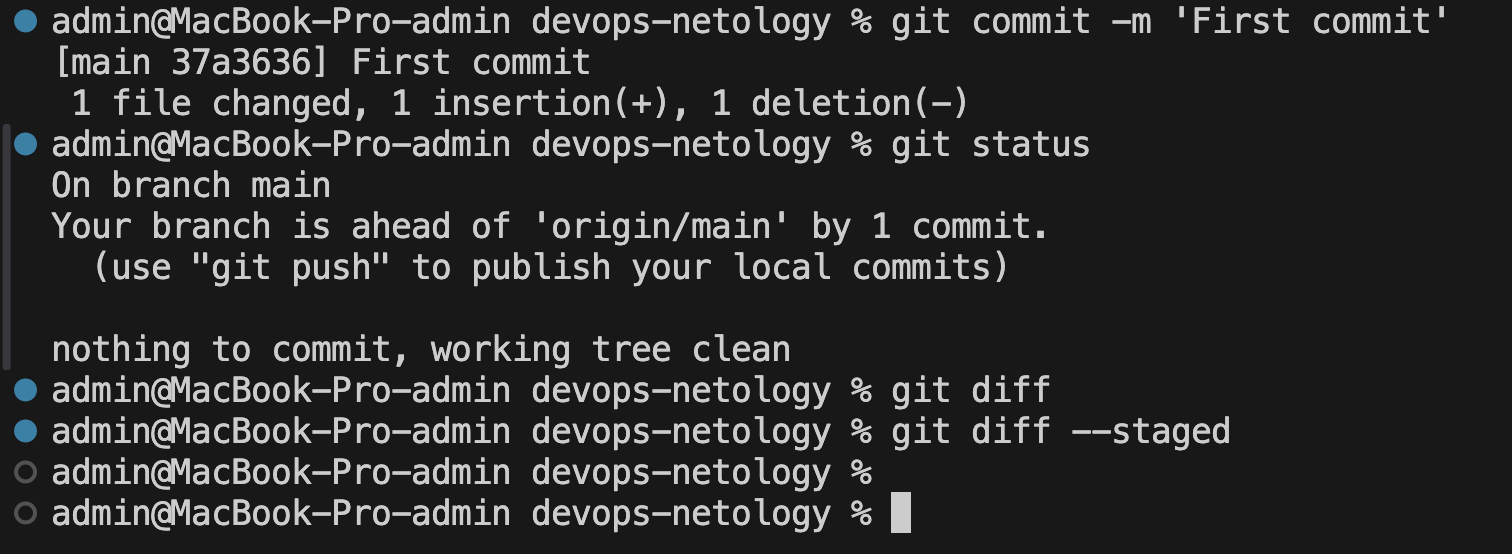 admin@MacBook-Pro-admin devops-netology % git commit -m 'First commit'
[main 37a3636] First commit
 1 file changed, 1 insertion(+), 1 deletion(-)
admin@MacBook-Pro-admin devops-netology % git status
On branch main
Your branch is ahead of 'origin/main' by 1 commit.
  (use "git push" to publish your local commits)

nothing to commit, working tree clean
admin@MacBook-Pro-admin devops-netology % git diff
admin@MacBook-Pro-admin devops-netology % git diff --staged
admin@MacBook-Pro-admin devops-netology %
admin@MacBook-Pro-admin devops-netology %